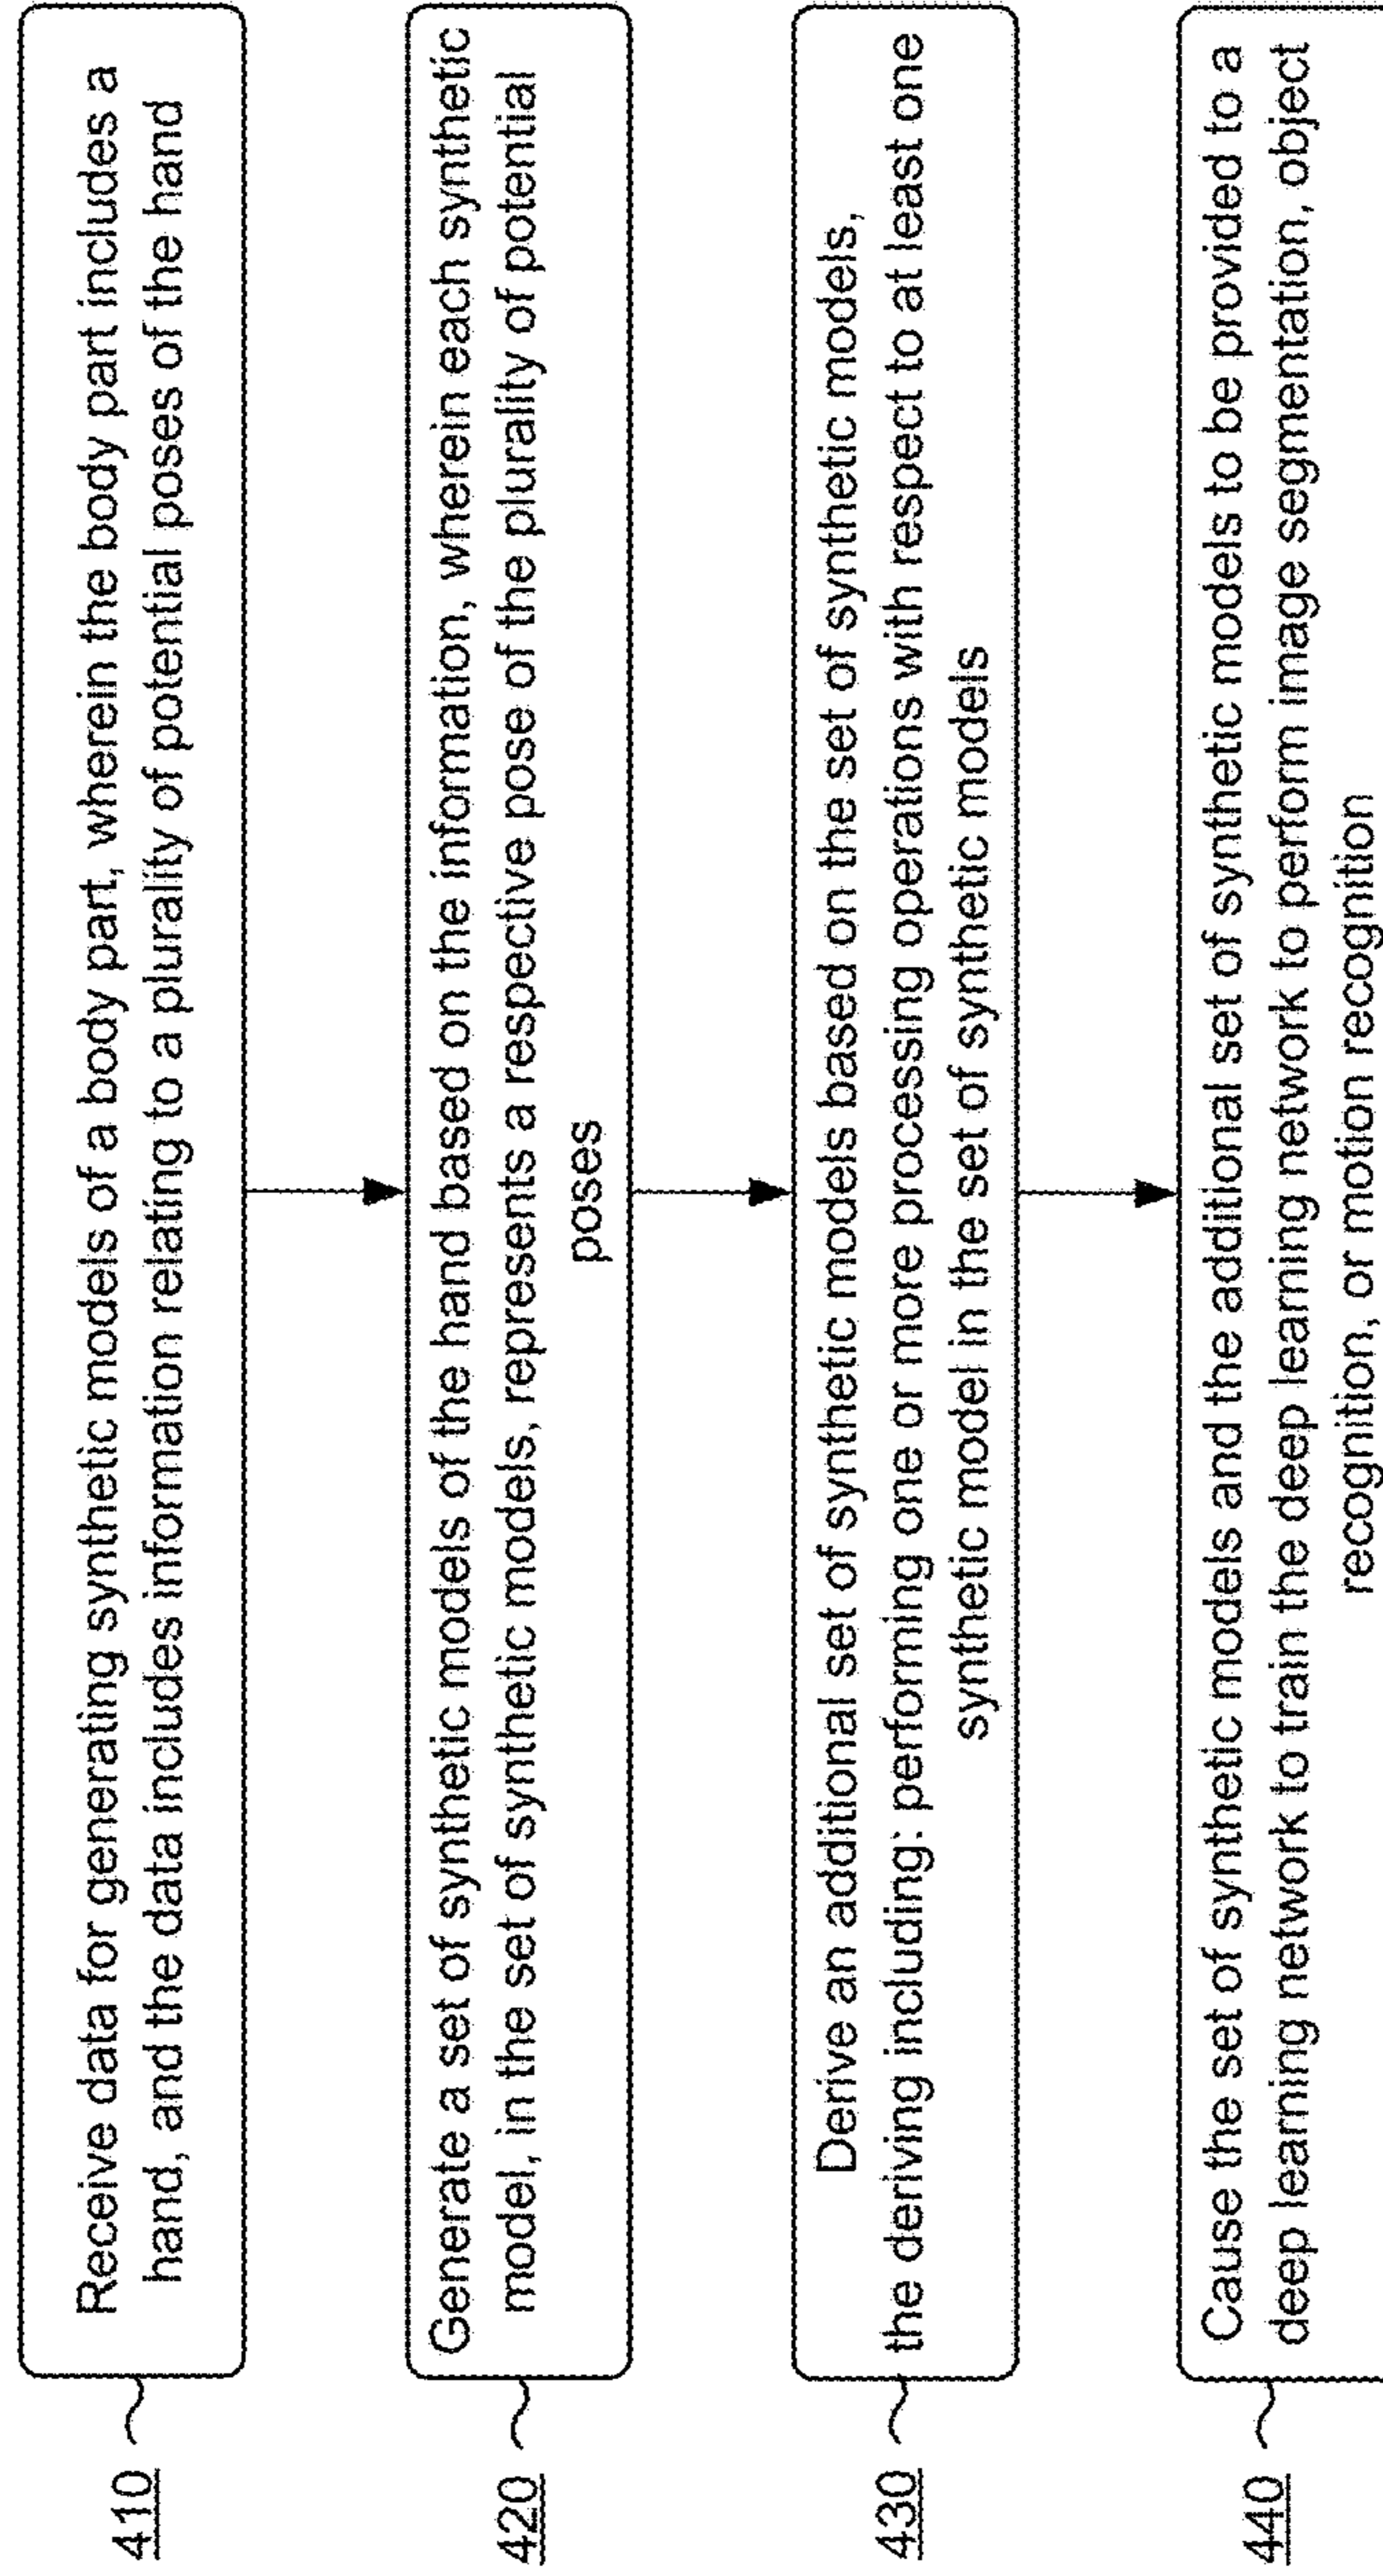 410
Receive data for generating synthetic models of a body part, wherein the body part includes a
hand, and the data includes information relating to a plurality of potential poses of the hand
420
Generate a set of synthetic models of the hand based on the information, wherein each synthetic
model, in the set of synthetic models, represents a respective pose of the plurality of potential
poses
430
Derive an additional set of synthetic models based on the set of synthetic models,
the deriving including: performing one or more processing operations with respect to at least one
synthetic model in the set of synthetic models
440
Cause the set of synthetic models and the additional set of synthetic models to be provided to a
deep learning network to train the deep learning network to perform image segmentation, object
recognition, or motion recognition